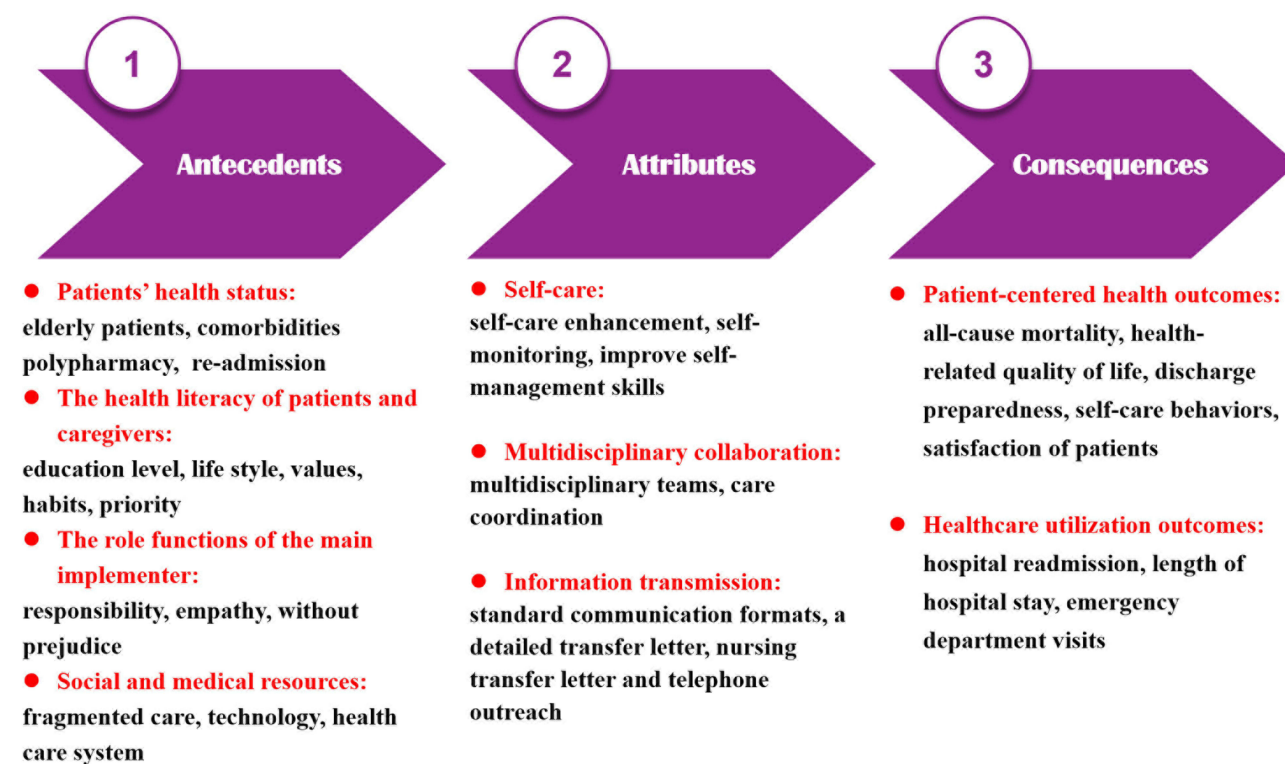 1
Antecedents
● Patients’ health status:
elderly patients, comorbidities
polypharmacy, re-admission
● The health literacy of patients and
caregivers:
education level, life style, values,
habits, priority
● The role functions of the main
implementer:
responsibility, empathy, without
prejudice
● Social and medical resources:
fragmented care, technology, health
care system
2
Attributes
● Self-care:
self-care enhancement, self-
monitoring, improve self-
management skills
● Multidisciplinary collaboration:
multidisciplinary teams, care
coordination
● Information transmission:
standard communication formats, a
detailed transfer letter, nursing
transfer letter and telephone
outreach
3
Consequences
● Patient-centered health outcomes:
all-cause mortality, health-
related quality of life, discharge
preparedness, self-care behaviors,
satisfaction of patients
● Healthcare utilization outcomes:
hospital readmission, length of
hospital stay, emergency
department visits